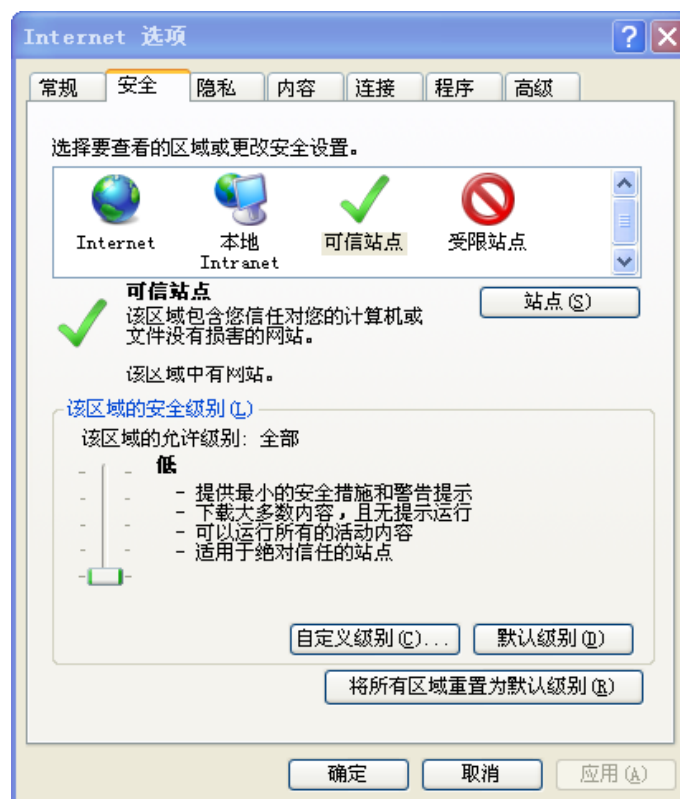 Internet 选项
常规 安全 隐私 内容 连接 程序 高级
选择要查看的区域或更改安全设置。
Internet 本地 Intranet 可信站点 受限站点
可信站点
站点(S)
该区域包含您信任对您的计算机或
文件没有损害的网站。
该区域中有网站。
该区域的安全级别(L)
该区域的允许级别: 全部
低
- 提供最小的安全措施和警告提示
- 下载大多数内容，且无提示运行
- 可以运行所有的活动内容
- 适用于绝对信任的站点
自定义级别(C)... 默认级别(D)
将所有区域重置为默认级别(R)
确定 取消 应用(A)